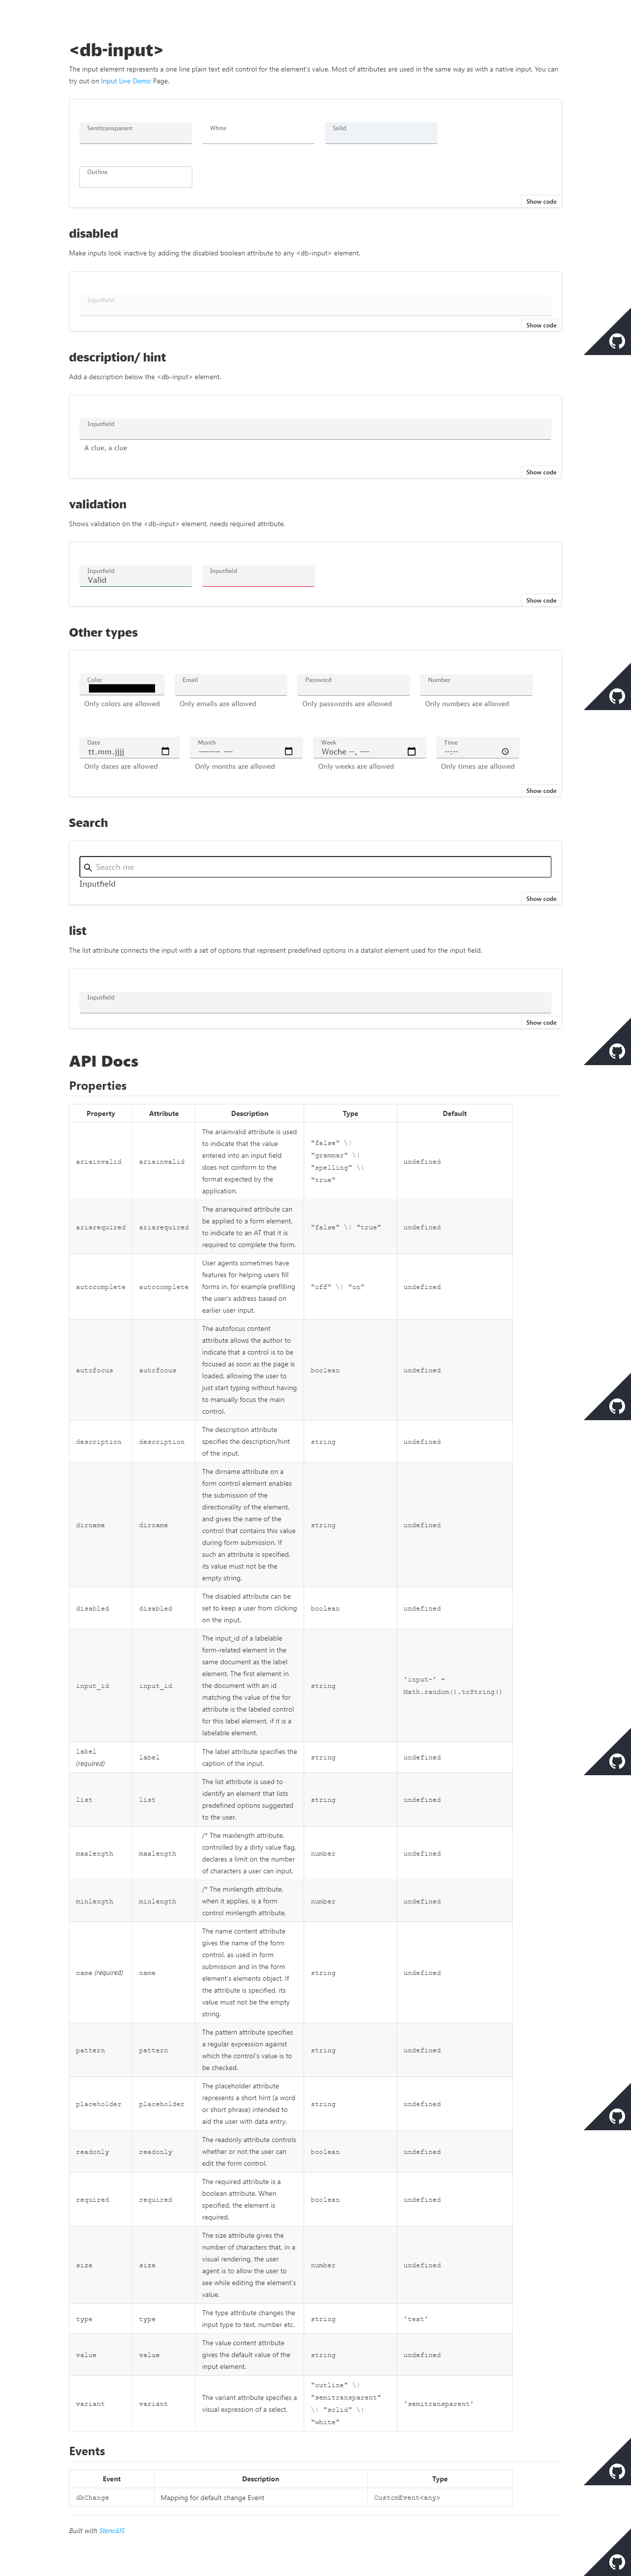 <db-input>
The input element represents a one line plain text edit control for the element's value. Most of attributes are used in the same way as with a native input. You can
try out on Input Live Demo Page.
Semitransparent White Solid
Outline
Show code
disabled
Make inputs look inactive by adding the disabled boolean attribute to any <db-input> element.
Inputfield
Show code
description/ hint
Add a description below the <db-input> element.
Inputfield
A clue, a clue
Show code
validation
Shows validation on the <db-input> element, needs required attribute.
Inputfield Inputfield
Valid
Show code
Other types
Color Email Password Number
Only colors are allowed Only emails are allowed Only passwords are allowed Only numbers are allowed
Date Month Week Time
tt.mm.jjjj --------- ---- Woche --, ---- --:--
Only dates are allowed Only months are allowed Only weeks are allowed Only times are allowed
Show code
Search
Search me
Inputfield
Show code
list
The list attribute connects the input with a set of options that represent predefined options in a datalist element used for the input field.
Inputfield
Show code
API Docs
Properties
Property Attribute Description Type Default
The ariainvalid attribute is used
to indicate that the value
entered into an input field
does not conform to the
format expected by the
application.
ariainvalid ariainvalid
"false" \|
"grammar" \|
"spelling" \|
"true"
undefined
The ariarequired attribute can
be applied to a form element,
to indicate to an AT that it is
required to complete the form.
ariarequired ariarequired "false" \| "true" undefined
User agents sometimes have
features for helping users fill
forms in, for example prefilling
the user's address based on
earlier user input.
autocomplete autocomplete "off" \| "on" undefined
The autofocus content
attribute allows the author to
indicate that a control is to be
focused as soon as the page is
loaded, allowing the user to
just start typing without having
to manually focus the main
control.
autofocus autofocus boolean undefined
The description attribute
specifies the description/hint
of the input.
description description string undefined
The dirname attribute on a
form control element enables
the submission of the
directionality of the element,
and gives the name of the
control that contains this value
during form submission. If
such an attribute is specified,
its value must not be the
empty string.
dirname dirname string undefined
The disabled attribute can be
set to keep a user from clicking
on the input.
disabled disabled boolean undefined
The input_id of a labelable
form-related element in the
same document as the label
element. The first element in
the document with an id
matching the value of the for
attribute is the labeled control
for this label element, if it is a
labelable element.
input_id input_id string
'input-' +
Math.random().toString()
label
(required)
label
The label attribute specifies the
caption of the input.
string undefined
The list attribute is used to
identify an element that lists
predefined options suggested
to the user.
list list string undefined
/* The maxlength attribute,
controlled by a dirty value flag,
declares a limit on the number
of characters a user can input.
maxlength maxlength number undefined
/* The minlength attribute,
when it applies, is a form
control minlength attribute.
minlength minlength number undefined
The name content attribute
gives the name of the form
control, as used in form
submission and in the form
element's elements object. If
the attribute is specified, its
value must not be the empty
string.
name (required) name string undefined
The pattern attribute specifies
a regular expression against
which the control's value is to
be checked.
pattern pattern string undefined
The placeholder attribute
represents a short hint (a word
or short phrase) intended to
aid the user with data entry.
placeholder placeholder string undefined
The readonly attribute controls
whether or not the user can
edit the form control.
readonly readonly boolean undefined
The required attribute is a
boolean attribute. When
specified, the element is
required.
required required boolean undefined
The size attribute gives the
number of characters that, in a
visual rendering, the user
agent is to allow the user to
see while editing the element's
value.
size size number undefined
The type attribute changes the
input type to text, number etc.
type type string 'text'
The value content attribute
gives the default value of the
input element.
value value string undefined
The variant attribute specifies a
visual expression of a select.
variant variant
"outline" \|
"semitransparent"
\| "solid" \|
"white"
'semitransparent'
Events
Event Description Type
dbChange Mapping for default change Event CustomEvent<any>
Built with StencilJS